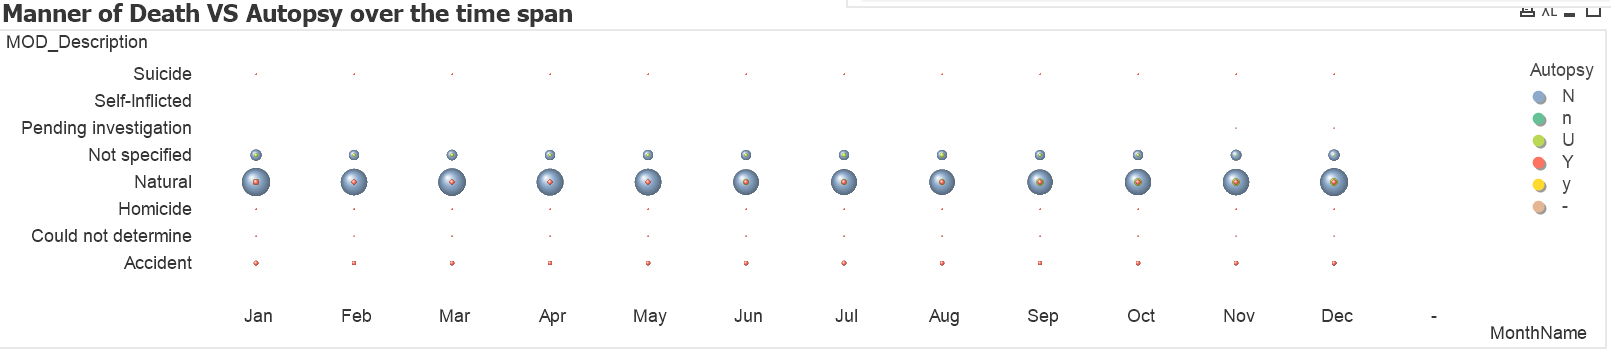 Manner of Death VS Autopsy over the time span
XL
MOD_Description
Suicide
Self-Inflicted
Pending investigation
Not specified
Natural
Homicide
Could not determine
Accident
Jan Feb Mar Apr May Jun Jul Aug Sep Oct Nov Dec -
MonthName
Autopsy
N
n
U
Y
y
-